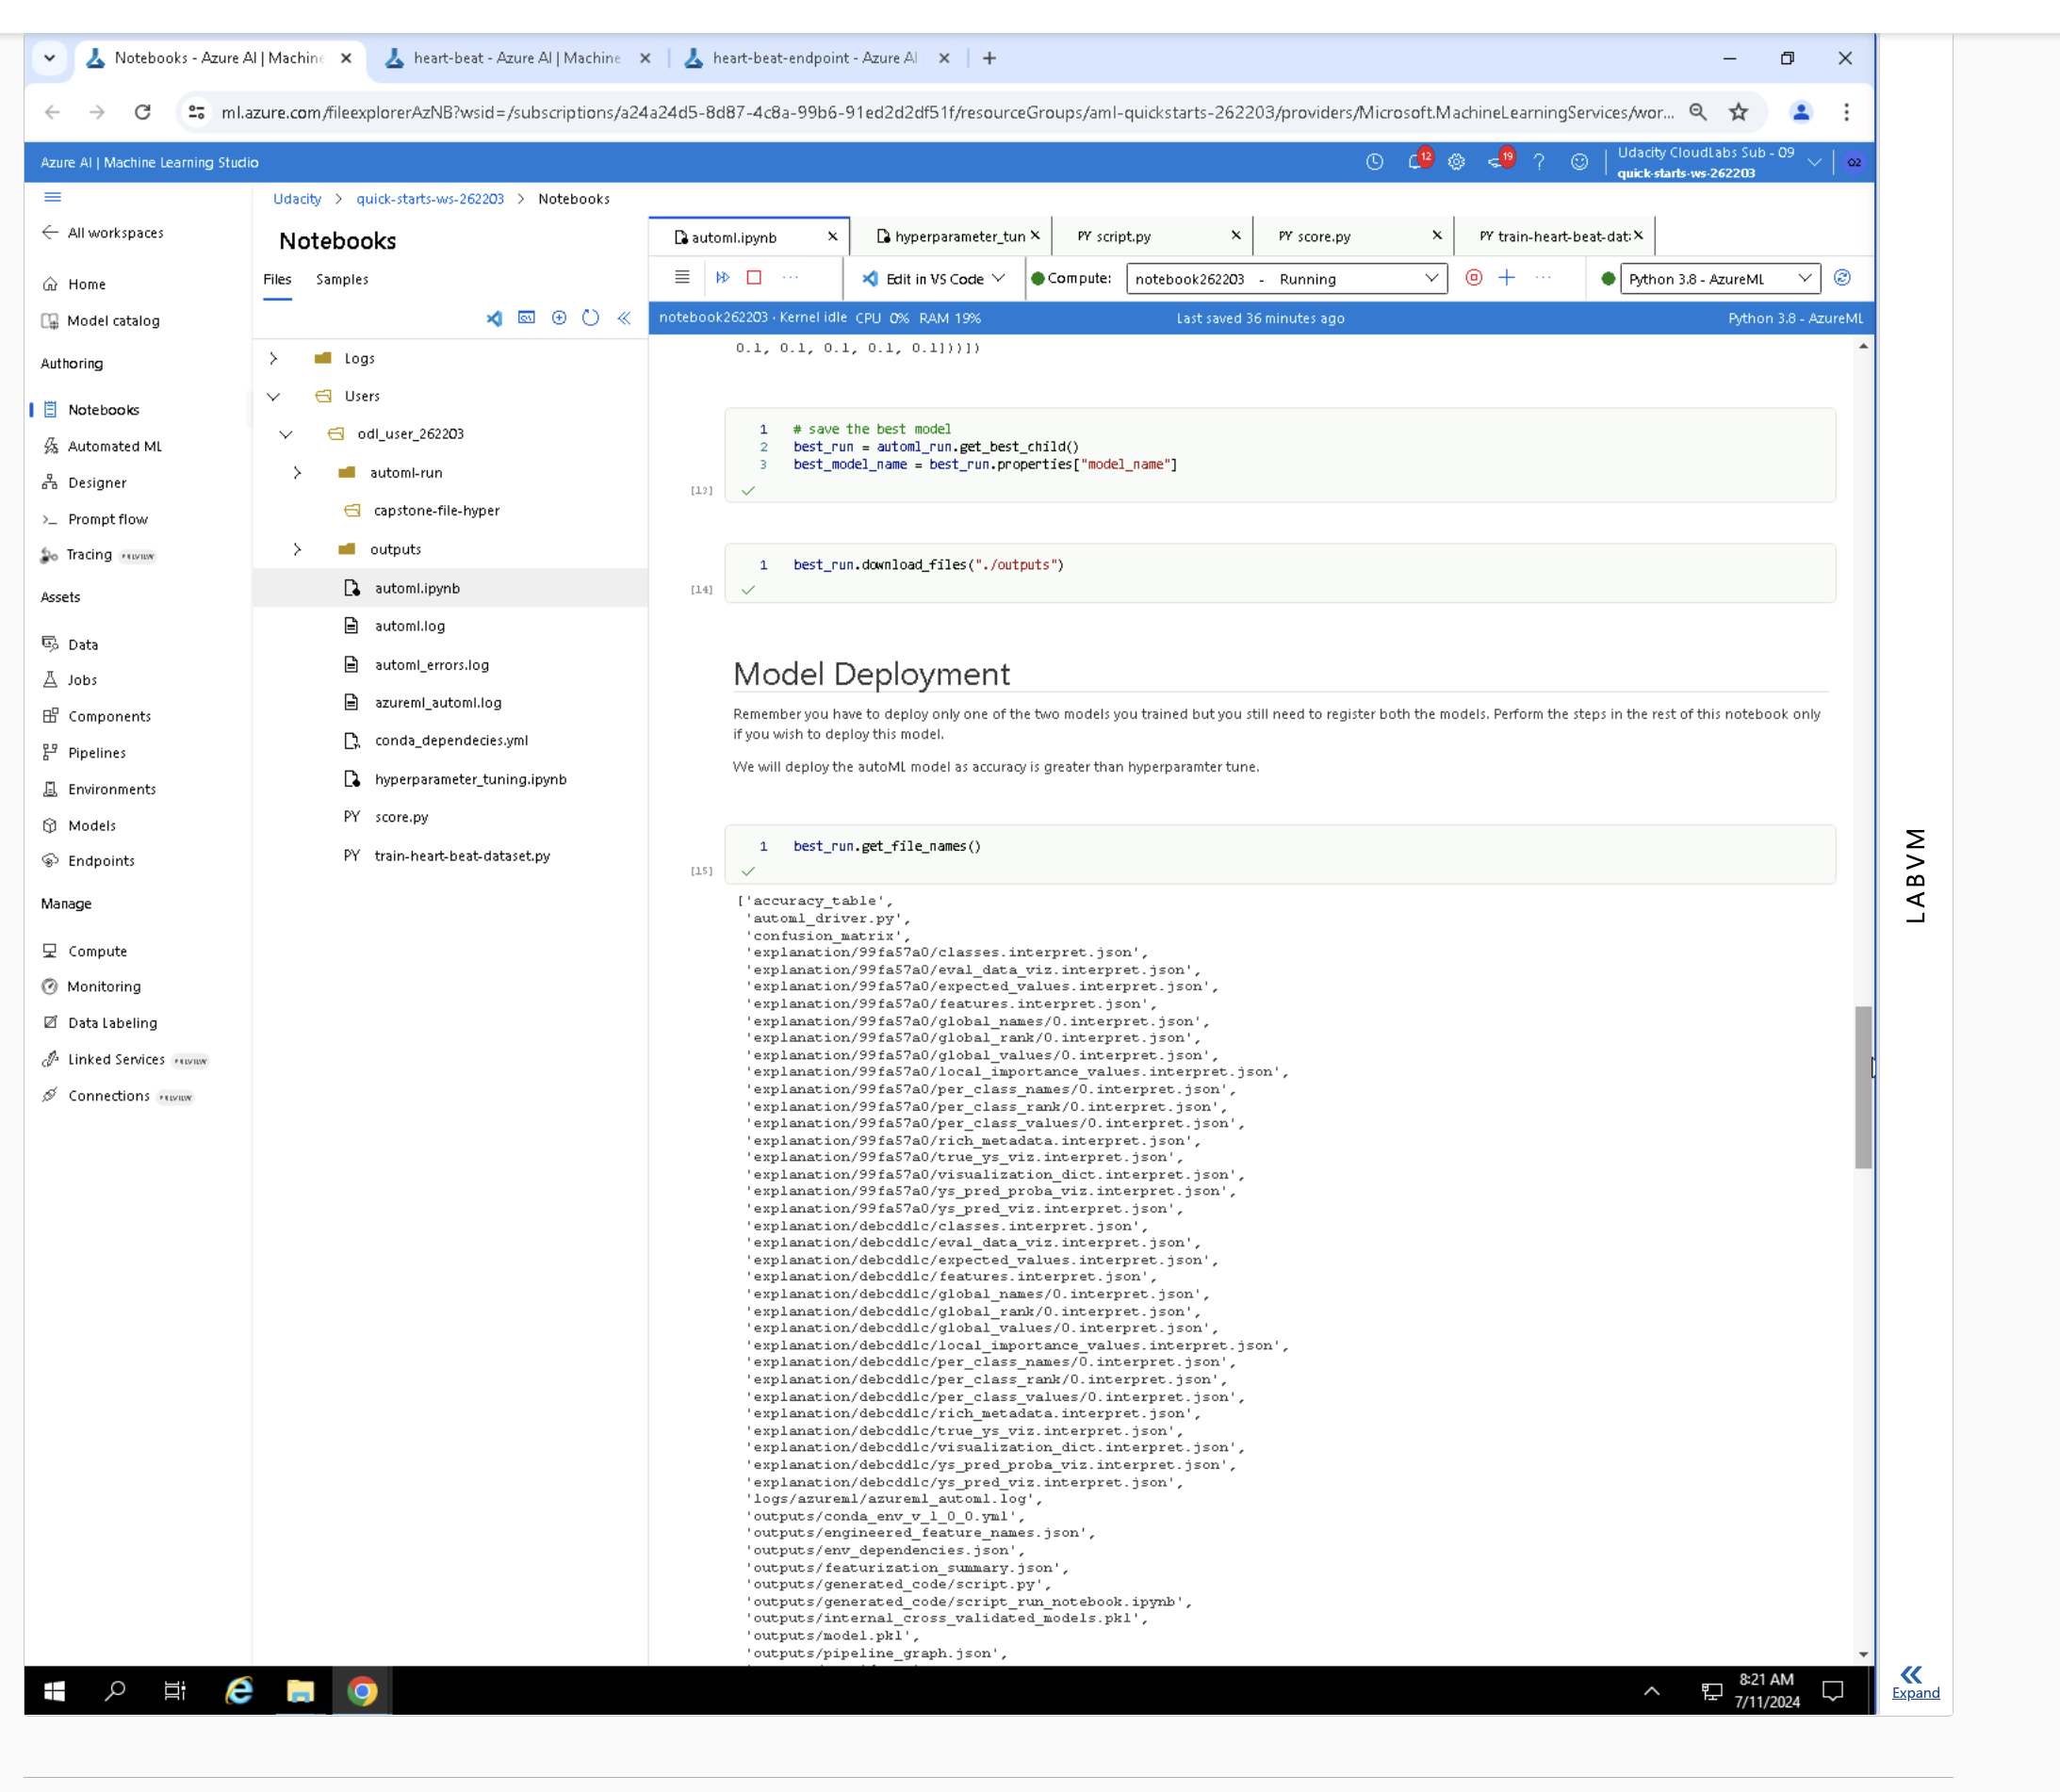 Notebooks - Azure AI | Machine
heart-beat - Azure AI | Machine
heart-beat-endpoint - Azure AI
ml.azure.com/fileexplorerAzNB?wsid=/subscriptions/a24a24d5-8d87-4c8a-99b6-91ed2d2df51f/resourceGroups/aml-quickstarts-262203/providers/Microsoft.MachineLearningServices/wor...
Azure AI | Machine Learning Studio
12
19
Udacity CloudLabs Sub - 09
quick-starts-ws-262203
O2
All workspaces
Home
Model catalog
Authoring
Notebooks
Automated ML
Designer
Prompt flow
Tracing PREVIEW
Assets
Data
Jobs
Components
Pipelines
Environments
Models
Endpoints
Manage
Compute
Monitoring
Data Labeling
Linked Services PREVIEW
Connections PREVIEW
Udacity > quick-starts-ws-262203 > Notebooks
Notebooks
Files Samples
Logs
Users
odl_user_262203
automl-run
capstone-file-hyper
outputs
automl.ipynb
automl.log
automl_errors.log
azureml_automl.log
conda_dependecies.yml
hyperparameter_tuning.ipynb
PY score.py
PY train-heart-beat-dataset.py
automl.ipynb
hyperparameter_tun
PY script.py
PY score.py
PY train-heart-beat-dat:
Edit in VS Code
Compute: notebook262203 - Running
Python 3.8 - AzureML
notebook262203 · Kernel idle CPU 0% RAM 19%
Last saved 36 minutes ago
Python 3.8 - AzureML
0.1, 0.1, 0.1, 0.1, 0.1]))])
1 # save the best model
2 best_run = automl_run.get_best_child()
3 best_model_name = best_run.properties["model_name"]
[13]
1 best_run.download_files("./outputs")
[14]
Model Deployment
Remember you have to deploy only one of the two models you trained but you still need to register both the models. Perform the steps in the rest of this notebook only
if you wish to deploy this model.
We will deploy the autoML model as accuracy is greater than hyperparamter tune.
1 best_run.get_file_names()
[15]
['accuracy_table',
'automl_driver.py',
'confusion_matrix',
'explanation/99fa57a0/classes.interpret.json',
'explanation/99fa57a0/eval_data_viz.interpret.json',
'explanation/99fa57a0/expected_values.interpret.json',
'explanation/99fa57a0/features.interpret.json',
'explanation/99fa57a0/global_names/0.interpret.json',
'explanation/99fa57a0/global_rank/0.interpret.json',
'explanation/99fa57a0/global_values/0.interpret.json',
'explanation/99fa57a0/local_importance_values.interpret.json',
'explanation/99fa57a0/per_class_names/0.interpret.json',
'explanation/99fa57a0/per_class_rank/0.interpret.json',
'explanation/99fa57a0/per_class_values/0.interpret.json',
'explanation/99fa57a0/rich_metadata.interpret.json',
'explanation/99fa57a0/true_ys_viz.interpret.json',
'explanation/99fa57a0/visualization_dict.interpret.json',
'explanation/99fa57a0/ys_pred_proba_viz.interpret.json',
'explanation/99fa57a0/ys_pred_viz.interpret.json',
'explanation/debcdd1c/classes.interpret.json',
'explanation/debcdd1c/eval_data_viz.interpret.json',
'explanation/debcdd1c/expected_values.interpret.json',
'explanation/debcdd1c/features.interpret.json',
'explanation/debcdd1c/global_names/0.interpret.json',
'explanation/debcdd1c/global_rank/0.interpret.json',
'explanation/debcdd1c/global_values/0.interpret.json',
'explanation/debcdd1c/local_importance_values.interpret.json',
'explanation/debcdd1c/per_class_names/0.interpret.json',
'explanation/debcdd1c/per_class_rank/0.interpret.json',
'explanation/debcdd1c/per_class_values/0.interpret.json',
'explanation/debcdd1c/rich_metadata.interpret.json',
'explanation/debcdd1c/true_ys_viz.interpret.json',
'explanation/debcdd1c/visualization_dict.interpret.json',
'explanation/debcdd1c/ys_pred_proba_viz.interpret.json',
'explanation/debcdd1c/ys_pred_viz.interpret.json',
'logs/azureml/azureml_automl.log',
'outputs/conda_env_v_1_0_0.yml',
'outputs/engineered_feature_names.json',
'outputs/env_dependencies.json',
'outputs/featurization_summary.json',
'outputs/generated_code/script.py',
'outputs/generated_code/script_run_notebook.ipynb',
'outputs/internal_cross_validated_models.pkl',
'outputs/model.pkl',
'outputs/pipeline_graph.json',
LABVM
Expand
8:21 AM
7/11/2024